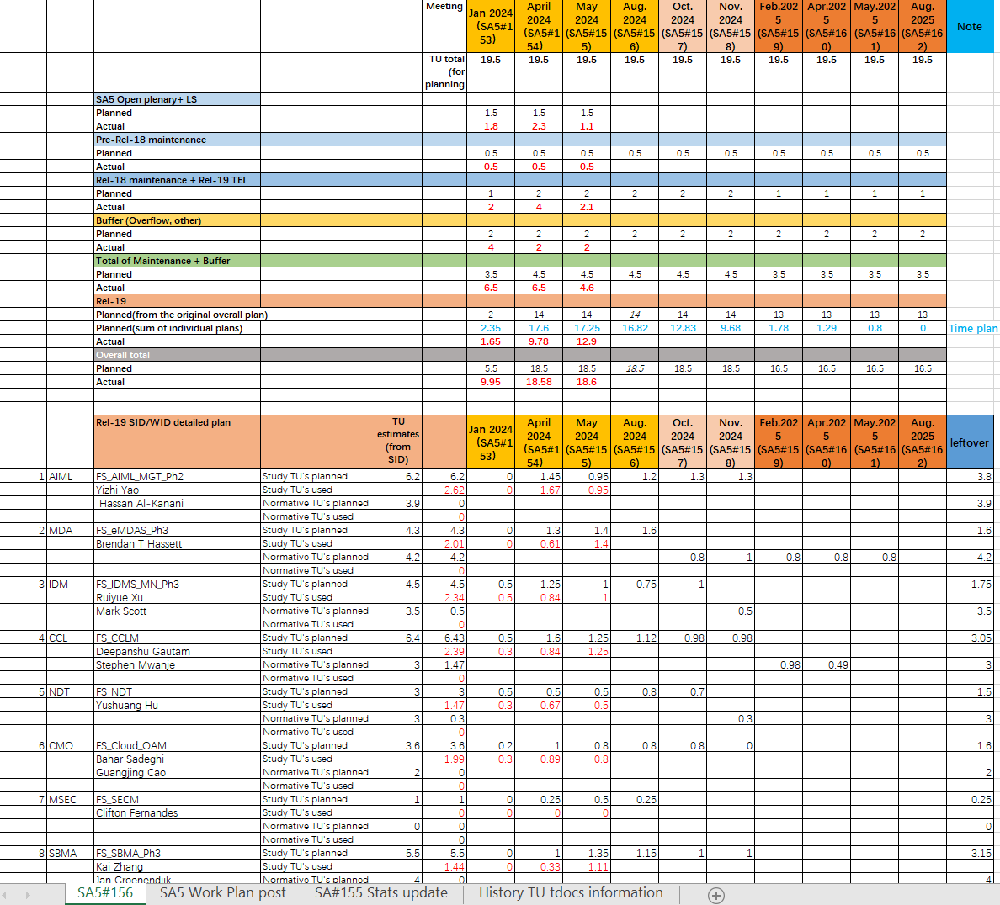 Meeting Jan 2024 (SA5#153) April 2024 (SA5#154) May 2024 (SA5#155) Aug. 2024 (SA5#156) Oct. 2024 (SA5#157) Nov. 2024 (SA5#158) Feb.2025 (SA5#159) Apr.2025 (SA5#160) May.2025 (SA5#161) Aug. 2025 (SA5#162) Note
TU total (for planning 19.5 19.5 19.5 19.5 19.5 19.5 19.5 19.5 19.5 19.5
SA5 Open plenary+ LS
Planned 1.5 1.5 1.5
Actual 1.8 2.3 1.1
Pre-Rel-18 maintenance
Planned 0.5 0.5 0.5 0.5 0.5 0.5 0.5 0.5 0.5 0.5
Actual 0.5 0.5 0.5
Rel-18 maintenance + Rel-19 TEI
Planned 1 2 2 2 2 2 1 1 1 1
Actual 2 4 2.1
Buffer (Overflow, other)
Planned 2 2 2 2 2 2 2 2 2 2
Actual 4 2 2
Total of Maintenance + Buffer
Planned 3.5 4.5 4.5 4.5 4.5 4.5 3.5 3.5 3.5 3.5
Actual 6.5 6.5 4.6
Rel-19
Planned(from the original overall plan) 2 14 14 14 14 14 13 13 13 13
Planned(sum of individual plans) 2.35 17.6 17.25 16.82 12.83 9.68 1.78 1.29 0.8 0 Time plan
Actual 1.65 9.78 12.9
Overall total
Planned 5.5 18.5 18.5 18.5 18.5 18.5 16.5 16.5 16.5 16.5
Actual 9.95 18.58 18.6
Rel-19 SID/WID detailed plan TU estimates (from SID) Jan 2024 (SA5#153) April 2024 (SA5#154) May 2024 (SA5#155) Aug. 2024 (SA5#156) Oct. 2024 (SA5#157) Nov. 2024 (SA5#158) Feb.2025 (SA5#159) Apr.2025 (SA5#160) May.2025 (SA5#161) Aug. 2025 (SA5#162) leftover
1 AIML FS_AIML_MGT_Ph2 Study TU's planned 6.2 6.2 0 1.45 0.95 1.2 1.3 1.3 3.8
Yizhi Yao Study TU's used 2.62 0 1.67 0.95
Hassan Al-Kanani Normative TU's planned 3.9 0 3.9
Normative TU's used 0
2 MDA FS_eMDAS_Ph3 Study TU's planned 4.3 4.3 0 1.3 1.4 1.6 1.6
Brendan T Hassett Study TU's used 2.01 0 0.61 1.4
Normative TU's planned 4.2 4.2 0.8 1 0.8 0.8 0.8 4.2
Normative TU's used 0
3 IDM FS_IDMS_MN_Ph3 Study TU's planned 4.5 4.5 0.5 1.25 1 0.75 1 1.75
Ruiyue Xu Study TU's used 2.34 0.5 0.84 1
Mark Scott Normative TU's planned 3.5 0.5 0.5 3.5
Normative TU's used 0
4 CCL FS_CCLM Study TU's planned 6.4 6.43 0.5 1.6 1.25 1.12 0.98 0.98 3.05
Deepanshu Gautam Study TU's used 2.39 0.3 0.84 1.25
Stephen Mwanje Normative TU's planned 3 1.47 0.98 0.49 3
Normative TU's used 0
5 NDT FS_NDT Study TU's planned 3 3 0.5 0.5 0.5 0.8 0.7 1.5
Yushuang Hu Study TU's used 1.47 0.3 0.67 0.5
Normative TU's planned 3 0.3 0.3 3
Normative TU's used 0
6 CMO FS_Cloud_OAM Study TU's planned 3.6 3.6 0.2 1 0.8 0.8 0.8 0 1.6
Bahar Sadeghi Study TU's used 1.99 0.3 0.89 0.8
Guangjing Cao Normative TU's planned 2 0 2
Normative TU's used 0
7 MSEC FS_SECM Study TU's planned 1 1 0 0.25 0.5 0.25 0.25
Clifton Fernandes Study TU's used 0 0 0 0
Normative TU's planned 0 0 0
Normative TU's used 0
8 SBMA FS_SBMA_Ph3 Study TU's planned 5.5 5.5 0 1 1.35 1.15 1 1 3.15
Kai Zhang Study TU's used 1.44 0 0.33 1.11
Jan Groenendijk Normative TU's planned 4 0 4
SA5#156 SA5 Work Plan post SA#155 Stats update History TU tdocs information